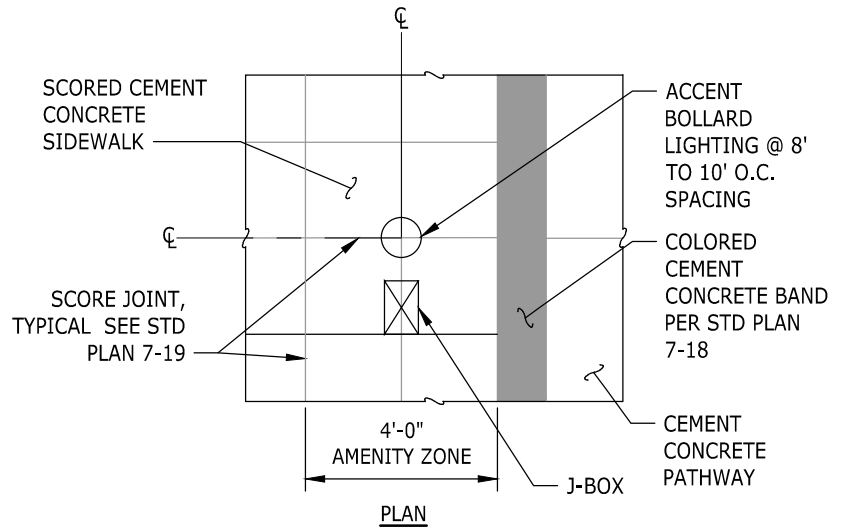 ℄
SCORED CEMENT
CONCRETE
SIDEWALK
ACCENT
BOLLARD
LIGHTING @ 8'
TO 10' O.C.
SPACING
℄
COLORED
CEMENT
CONCRETE BAND
PER STD PLAN
7-18
SCORE JOINT,
TYPICAL SEE STD
PLAN 7-19
4'-0"
AMENITY ZONE
CEMENT
CONCRETE
PATHWAY
J-BOX
PLAN